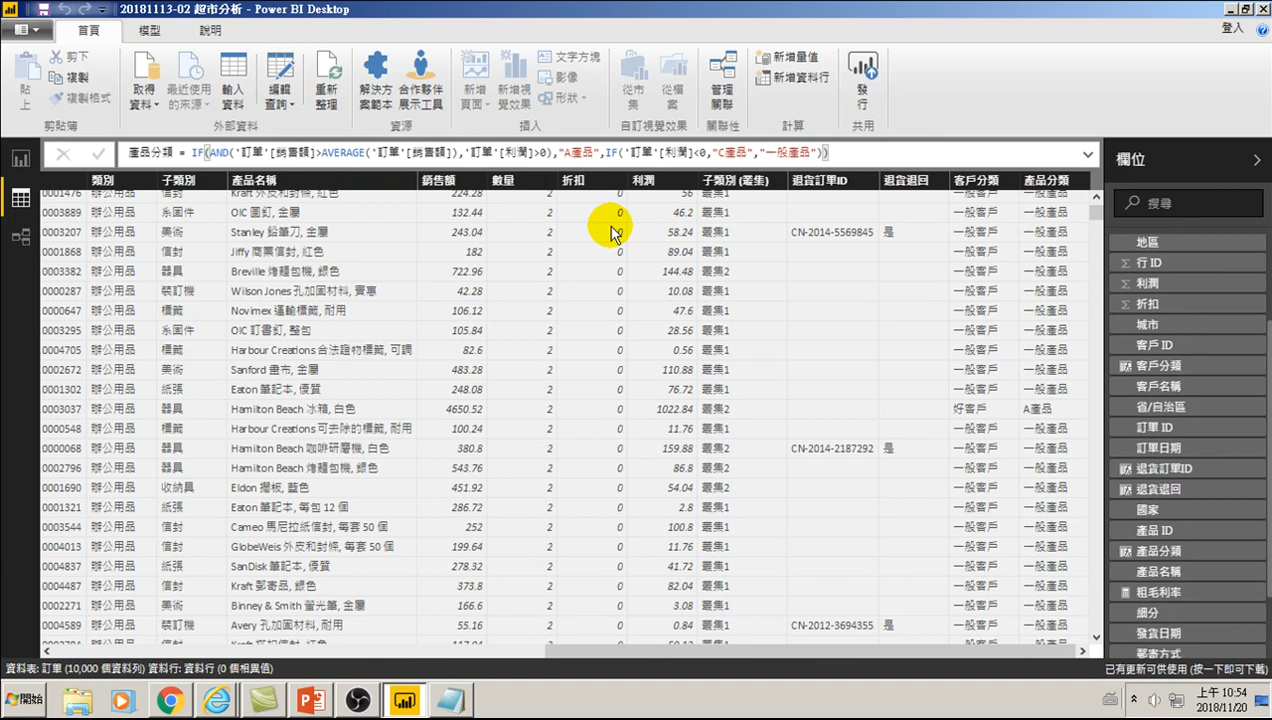 20181113-02 超市分析 - Power BI Desktop
首頁 模型 說明 登入
貼上 剪下 複製 複製格式 剪貼簿
取得資料 最近使用的來源 輸入資料 編輯查詢 重新整理 外部資料
解決方案範本 合作夥伴展示工具 資源
新增頁面 新增視覺效果 文字方塊 影像 形狀 插入
從市集 從檔案 自訂視覺效果
管理關聯 關聯性
新增量值 新增資料行 計算
發行 共用
產品分類 = IF(AND('訂單'[銷售額]>AVERAGE('訂單'[銷售額]),'訂單'[利潤]>0),"A產品",IF('訂單'[利潤]<0,"C產品","一般產品"))
類別 子類別 產品名稱 銷售額 數量 折扣 利潤 子類別 (叢集) 退貨訂單ID 退貨退回 客戶分類 產品分類
0001476 辦公用品 信封 Kraft 外皮和封條, 紅色 224.28 2 0 56 叢集1 一般客戶 一般產品
0003889 辦公用品 系固件 OIC 圖釘, 金屬 132.44 2 0 46.2 叢集1 一般客戶 一般產品
0003207 辦公用品 美術 Stanley 鉛筆刀, 金屬 243.04 2 0 58.24 叢集1 CN-2014-5569845 是 一般客戶 一般產品
0001868 辦公用品 信封 Jiffy 商業信封, 紅色 182 2 0 89.04 叢集1 一般客戶 一般產品
0003382 辦公用品 器具 Breville 烤麵包機, 銀色 722.96 2 0 144.48 叢集2 一般客戶 一般產品
0000287 辦公用品 裝訂機 Wilson Jones 孔加固材料, 實惠 42.28 2 0 10.08 叢集1 一般客戶 一般產品
0000647 辦公用品 標籤 Novimex 運輸標籤, 耐用 106.12 2 0 47.6 叢集1 一般客戶 一般產品
0003295 辦公用品 系固件 OIC 訂書釘, 整包 105.84 2 0 28.56 叢集1 一般客戶 一般產品
0004705 辦公用品 標籤 Harbour Creations 合法證物標籤, 可調 82.6 2 0 0.56 叢集1 一般客戶 一般產品
0002672 辦公用品 美術 Sanford 畫布, 金屬 483.28 2 0 110.88 叢集1 一般客戶 一般產品
0001302 辦公用品 紙張 Eaton 筆記本, 優質 248.08 2 0 76.72 叢集1 一般客戶 一般產品
0003037 辦公用品 器具 Hamilton Beach 冰箱, 白色 4650.52 2 0 1022.84 叢集2 好客戶 A產品
0000548 辦公用品 標籤 Harbour Creations 可去除的標籤, 耐用 100.24 2 0 11.76 叢集1 一般客戶 一般產品
0000068 辦公用品 器具 Hamilton Beach 咖啡研磨機, 白色 380.8 2 0 159.88 叢集2 CN-2014-2187292 是 一般客戶 一般產品
0002796 辦公用品 器具 Hamilton Beach 烤麵包機, 銀色 543.76 2 0 86.8 叢集2 一般客戶 一般產品
0001690 辦公用品 收納具 Eldon 擱板, 藍色 451.92 2 0 54.04 叢集2 一般客戶 一般產品
0001321 辦公用品 紙張 Eaton 筆記本, 每包 12 個 286.72 2 0 2.8 叢集1 一般客戶 一般產品
0003544 辦公用品 信封 Cameo 馬尼拉紙信封, 每套 50 個 252 2 0 100.8 叢集1 一般客戶 一般產品
0004013 辦公用品 信封 GlobeWeis 外皮和封條, 每套 50 個 199.64 2 0 11.76 叢集1 一般客戶 一般產品
0004837 辦公用品 紙張 SanDisk 筆記本, 優質 278.32 2 0 41.72 叢集1 一般客戶 一般產品
0004487 辦公用品 信封 Kraft 郵寄品, 銀色 373.8 2 0 82.04 叢集1 一般客戶 一般產品
0002271 辦公用品 美術 Binney & Smith 螢光筆, 金屬 166.6 2 0 3.08 叢集1 一般客戶 一般產品
0004589 辦公用品 裝訂機 Avery 孔加固材料, 耐用 55.16 2 0 0.84 叢集1 CN-2012-3694355 是 一般客戶 一般產品
欄位
搜尋
地區
行 ID
利潤
折扣
城市
客戶 ID
客戶分類
客戶名稱
省/自治區
訂單 ID
訂單日期
退貨訂單ID
退貨退回
國家
產品 ID
產品分類
產品名稱
粗毛利率
細分
發貨日期
郵寄方式
資料表: 訂單 (10,000 個資料列) 資料行: 資料行 (0 個相異值)
已有更新可供使用 (按一下即可下載)
開始
上午 10:54
2018/11/20